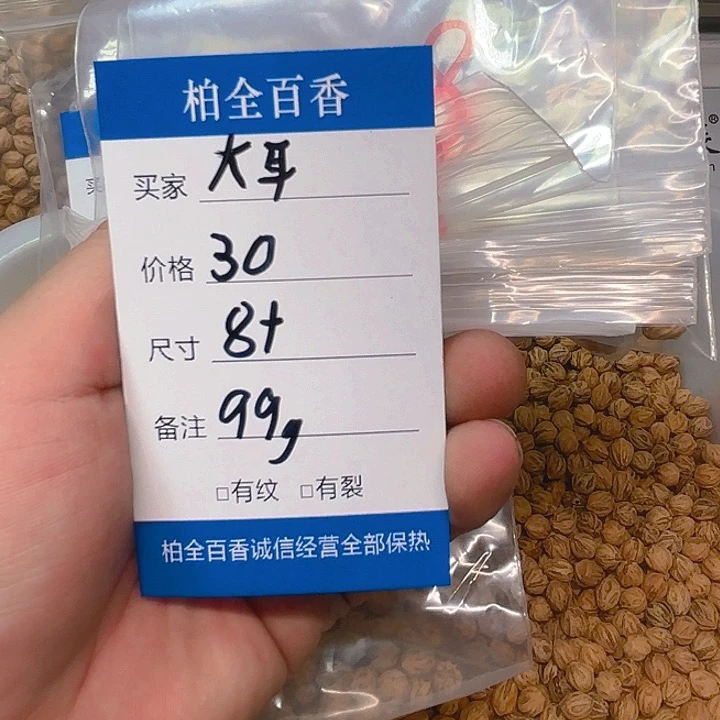 柏全百香
买家 大耳
价格 30
尺寸 8+
备注 99g
□有纹 □有裂
柏全百香诚信经营全部保热
买
®